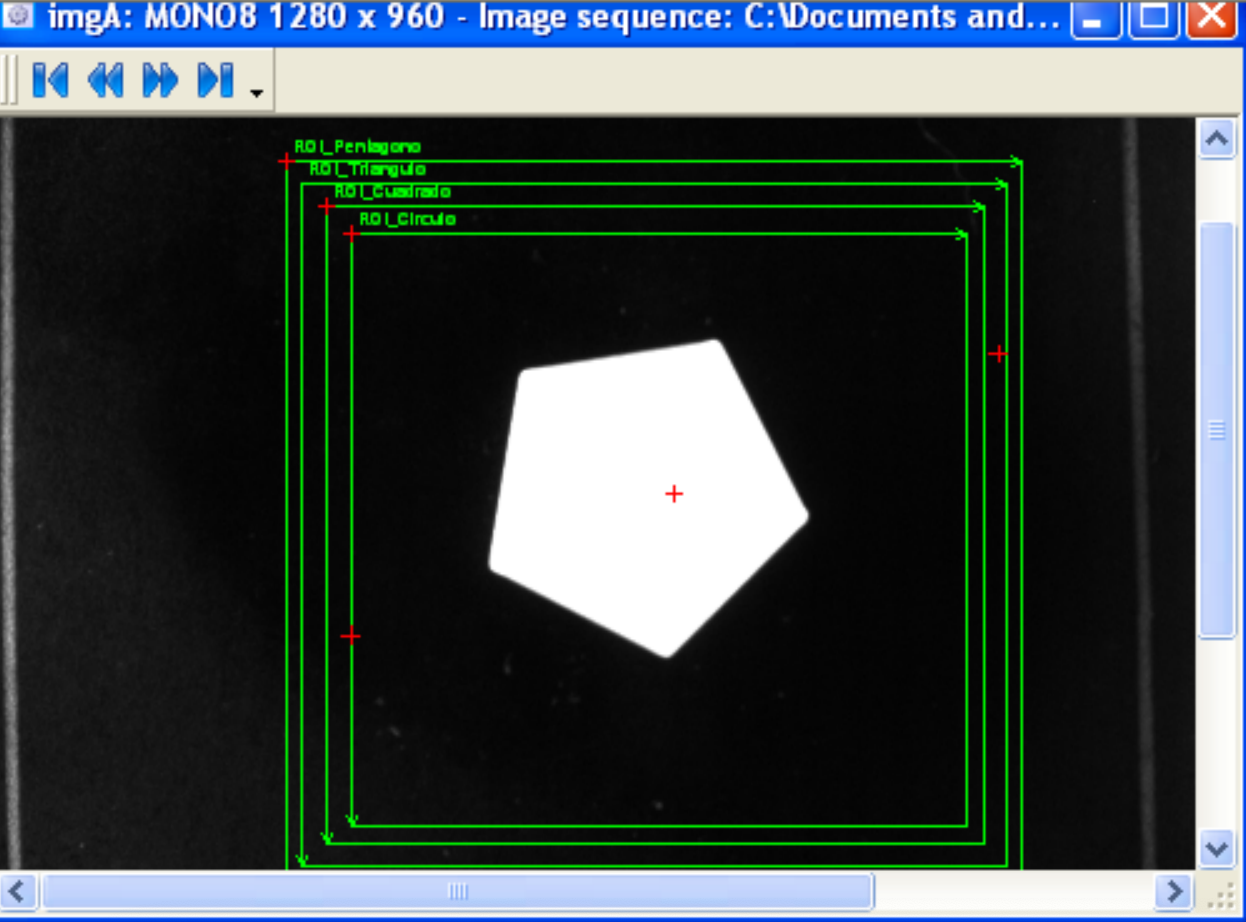 imgA: MONO8 1280 x 960 - Image sequence: C:\Documents and...
ROI_Pentagono
ROI_Triangulo
ROI_Cuadrado
ROI_Circulo